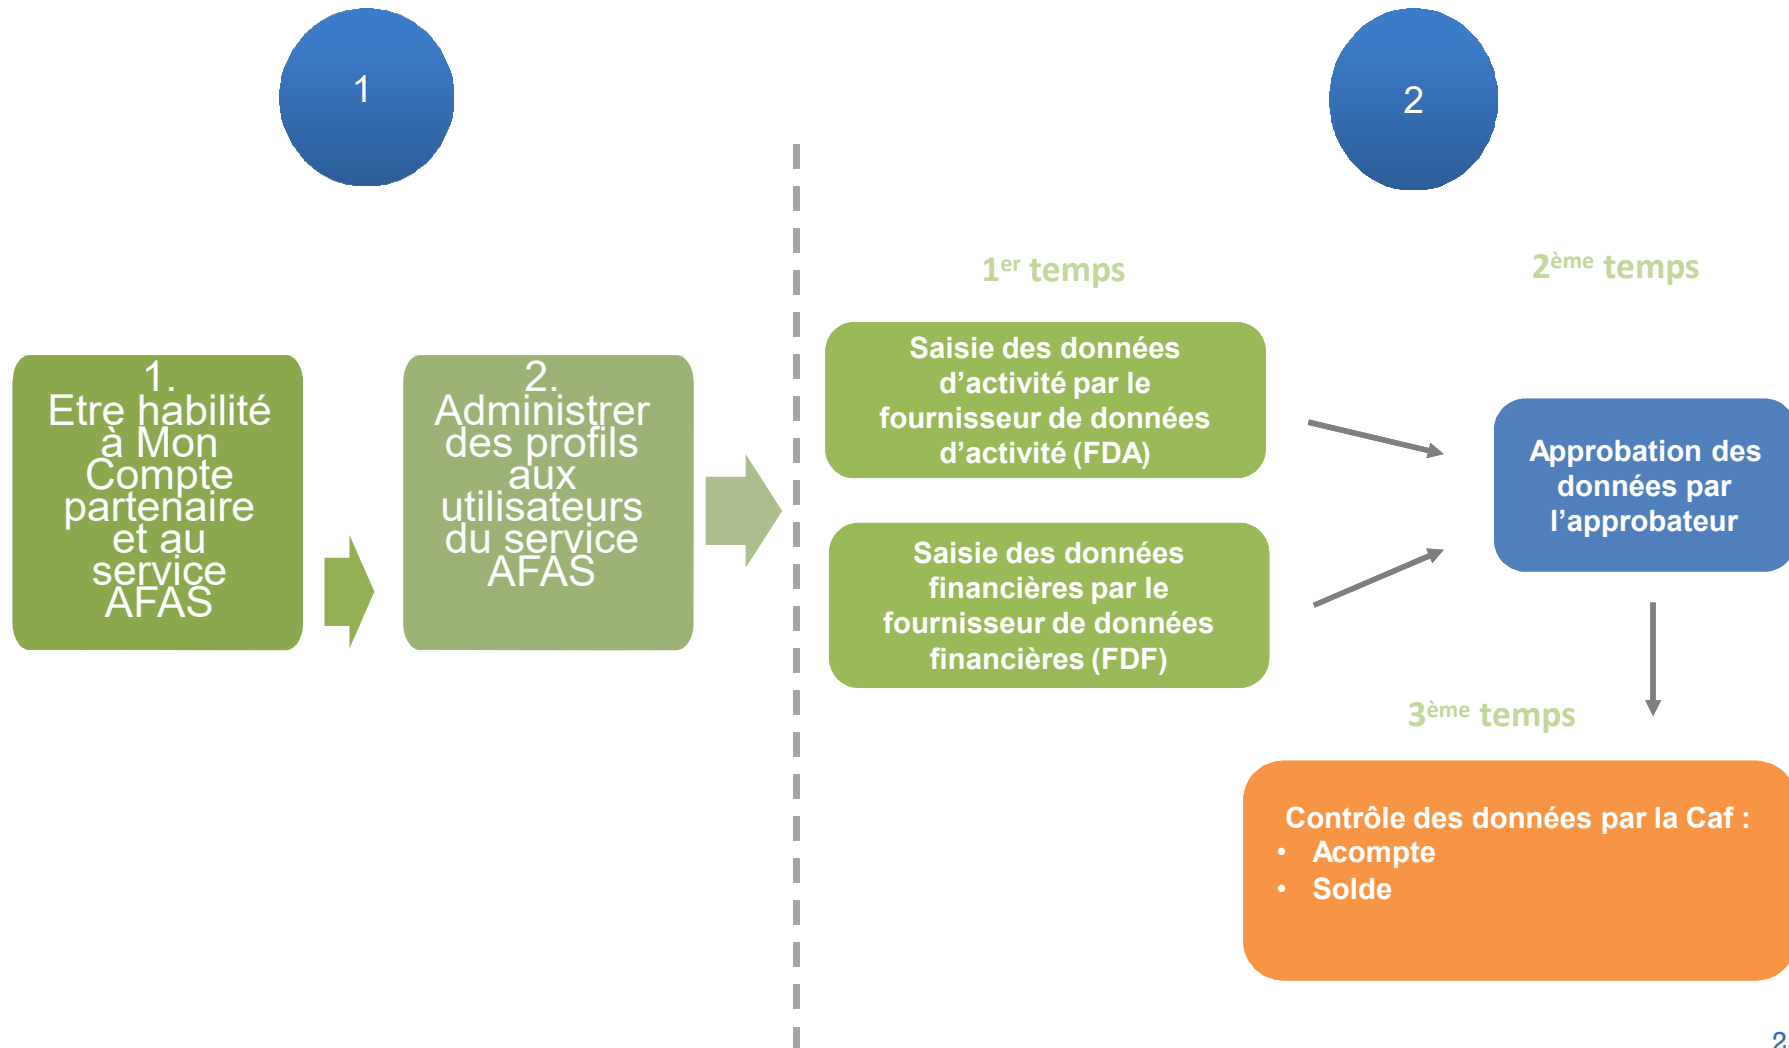 1
1.
Etre habilité
à Mon
Compte
partenaire
et au
service
AFAS
2.
Administrer
des profils
aux
utilisateurs
du service
AFAS
2
1er temps
Saisie des données
d’activité par le
fournisseur de données
d’activité (FDA)
Saisie des données
financières par le
fournisseur de données
financières (FDF)
2ème temps
Approbation des
données par
l’approbateur
3ème temps
Contrôle des données par la Caf :
• Acompte
• Solde
2